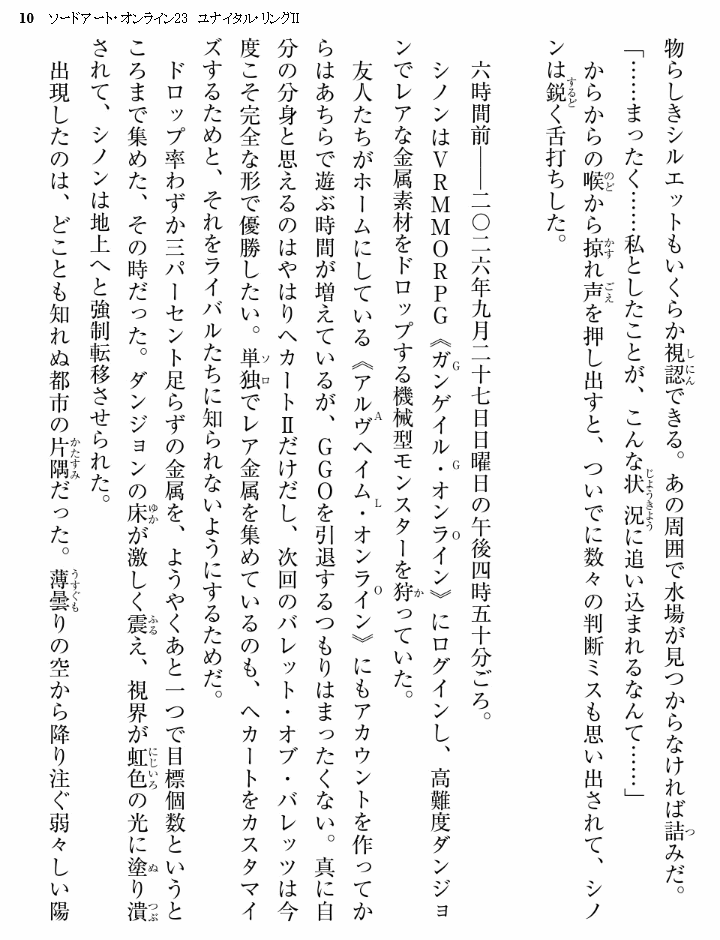 10 ソードアート・オンライン23 ユナイタル・リングII
物らしきシルエットもいくらか視認できる。あの周囲で水場が見つからなければ詰みだ。
「……まったく……私としたことが、こんな状況に追い込まれるなんて……」
からからの喉から掠れ声を押し出すと、ついでに数々の判断ミスも思い出されて、シノ
ンは鋭く舌打ちした。
六時間前――二〇二六年九月二十七日日曜日の午後四時五十分ごろ。
シノンはVRMMORPG《ガンゲイル・オンライン》にログインし、高難度ダンジョ
ンでレアな金属素材をドロップする機械型モンスターを狩っていた。
友人たちがホームにしている《アルヴヘイム・オンライン》にもアカウントを作ってか
らはあちらで遊ぶ時間が増えているが、GGOを引退するつもりはまったくない。真に自
分の分身と思えるのはやはりヘカートⅡだけだし、次回のバレット・オブ・バレッツは今
度こそ完全な形で優勝したい。単独でレア金属を集めているのも、ヘカートをカスタマイ
ズするためと、それをライバルたちに知られないようにするためだ。
ドロップ率わずか三パーセント足らずの金属を、ようやくあと一つで目標個数というと
ころまで集めた、その時だった。ダンジョンの床が激しく震え、視界が虹色の光に塗り潰
されて、シノンは地上へと強制転移させられた。
出現したのは、どことも知れぬ都市の片隅だった。薄曇りの空から降り注ぐ弱々しい陽